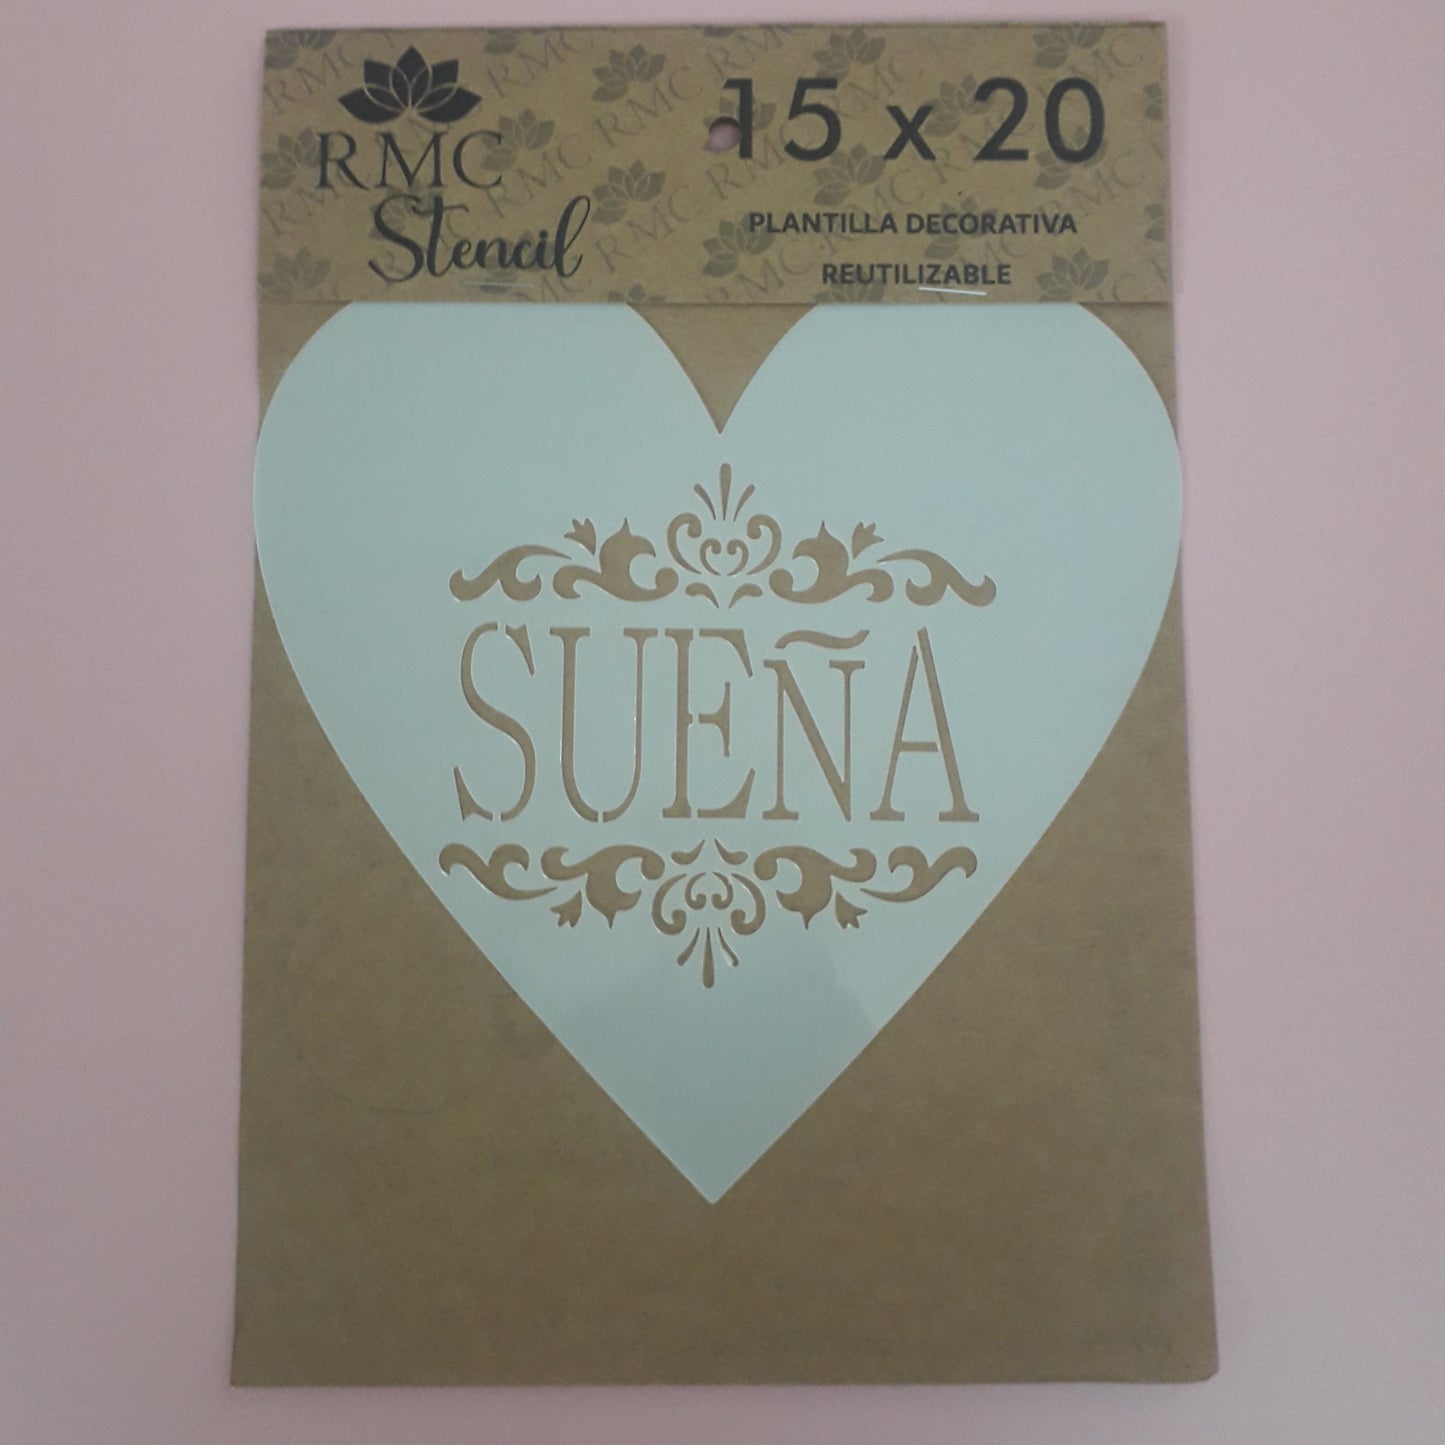 RMC
Stencil
15 x 20
PLANTILLA DECORATIVA
REUTILIZABLE
SUEÑA